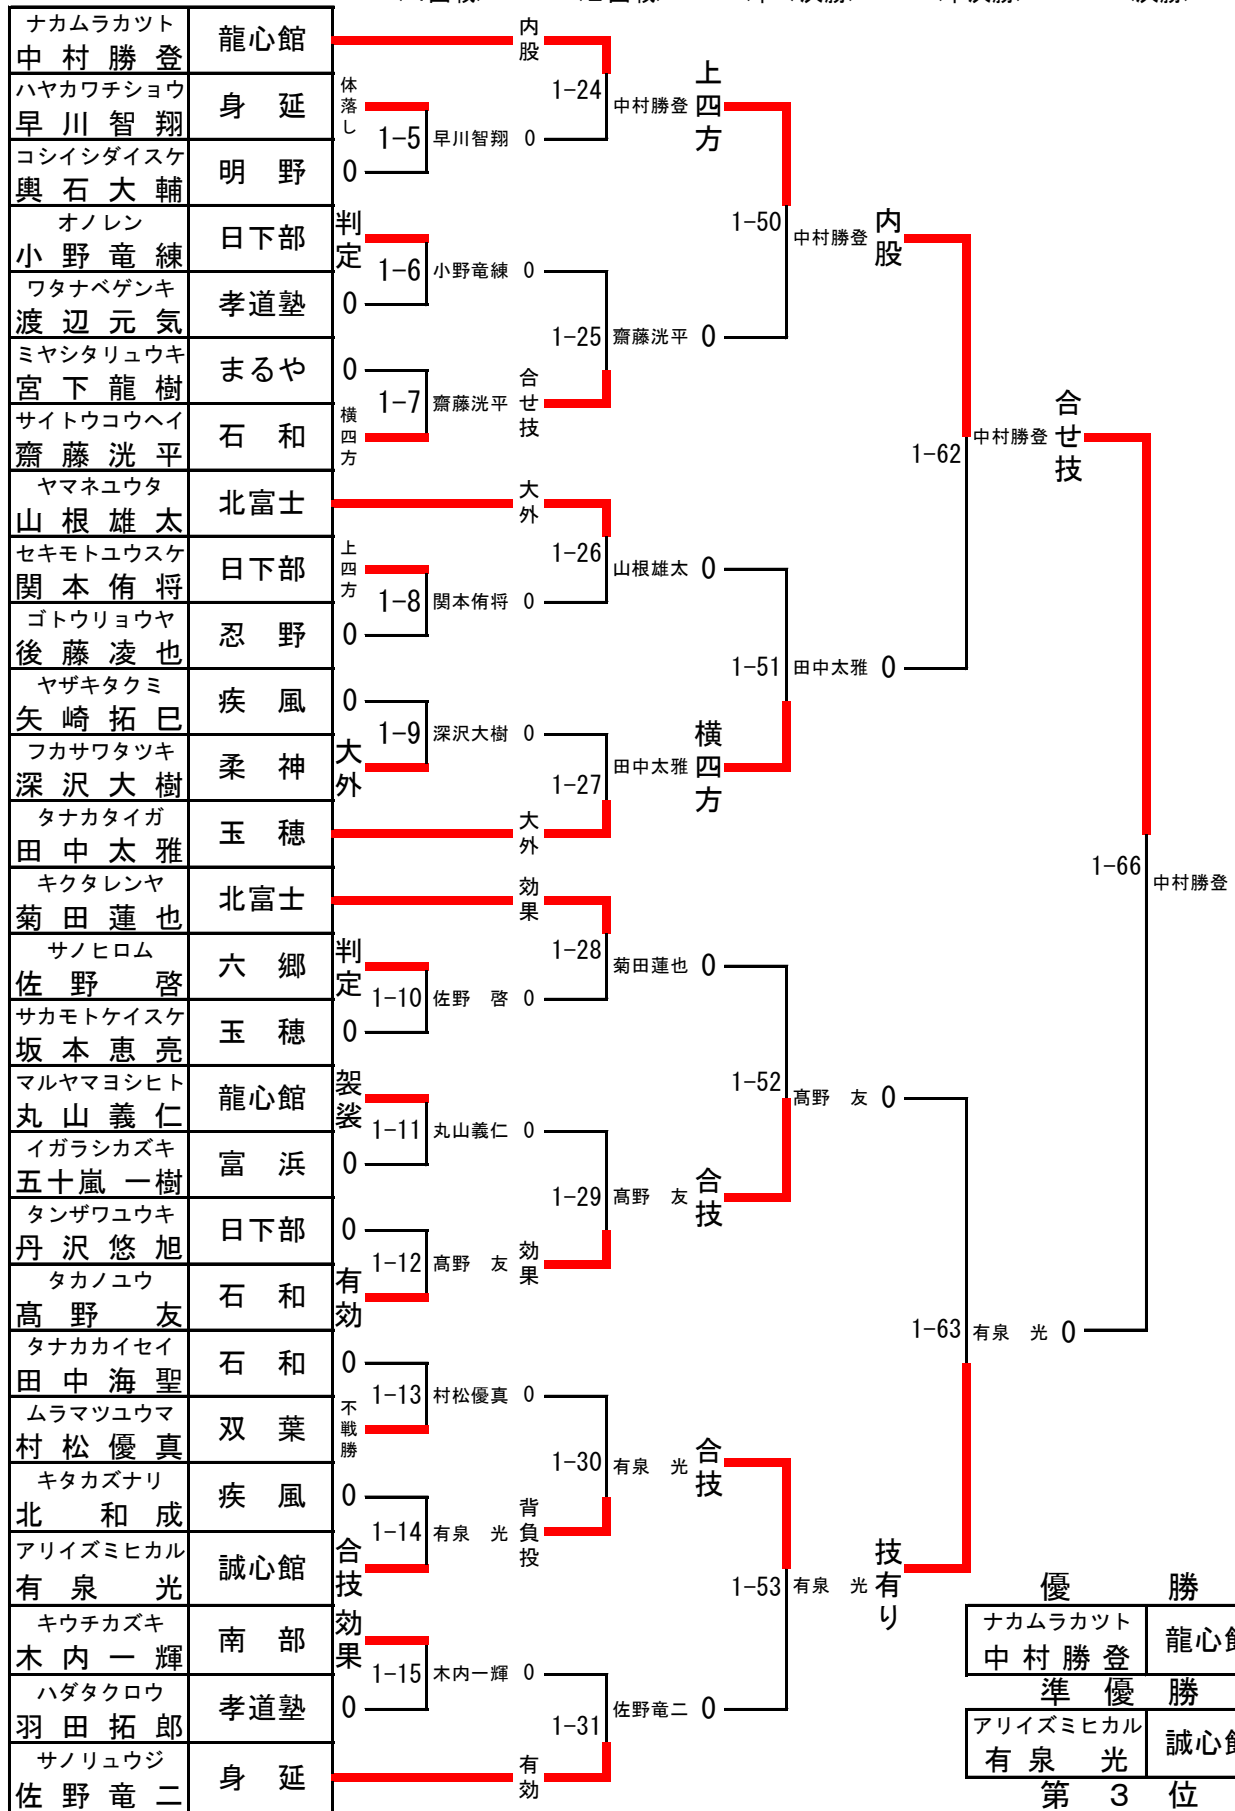 ナカムラカツト
中村勝登 龍心館
ハヤカワチショウ
早川智翔 身延
コシイシダイスケ
輿石大輔 明野
オノレン
小野竜練 日下部
ワタナベゲンキ
渡辺元気 孝道塾
ミヤシタリュウキ
宮下龍樹 まるや
サイトウコウヘイ
齋藤洸平 石和
ヤマネユウタ
山根雄太 北富士
セキモトユウスケ
関本侑将 日下部
ゴトウリョウヤ
後藤凌也 忍野
ヤザキタクミ
矢崎拓巳 疾風
フカサワタツキ
深沢大樹 柔神
タナカタイガ
田中太雅 玉穂
キクタレンヤ
菊田蓮也 北富士
サノヒロム
佐野 啓 六郷
サカモトケイスケ
坂本恵亮 玉穂
マルヤマヨシヒト
丸山義仁 龍心館
イガラシカズキ
五十嵐一樹 富浜
タンザワユウキ
丹沢悠旭 日下部
タカノユウ
髙野 友 石和
タナカカイセイ
田中海聖 石和
ムラマツユウマ
村松優真 双葉
キタカズナリ
北 和成 疾風
アリイズミヒカル
有泉 光 誠心館
キウチカズキ
木内一輝 南部
ハダタクロウ
羽田拓郎 孝道塾
サノリュウジ
佐野竜二 身延
体落し
0
1-5
判定
0
1-6
0
横四方
1-7
上四方
0
1-8
0
大外
1-9
判定
0
1-10
袈裟
0
1-11
0
有効
1-12
0
不戦勝
1-13
0
合技
1-14
効果
0
1-15
内股
早川智翔 0
1-24
小野竜練 0
齋藤洸平 合せ技
1-25
大外
関本侑将 0
1-26
深沢大樹 0
大外
1-27
効果
佐野 啓 0
1-28
丸山義仁 0
髙野 友 効果
1-29
村松優真 0
有泉 光 背負投
1-30
木内一輝 0
有効
1-31
中村勝登 上四方
齋藤洸平 0
1-50
山根雄太 0
田中太雅 横四方
1-51
菊田蓮也 0
髙野 友 合技
1-52
有泉 光 合技
佐野竜二 0
1-53
中村勝登 内股
田中太雅 0
1-62
髙野 友 0
有泉 光 技有り
1-63
中村勝登 合せ技
有泉 光 0
1-66
中村勝登
優勝
ナカムラカツト
中村勝登 龍心館
準優勝
アリイズミヒカル
有泉 光 誠心館
第3位